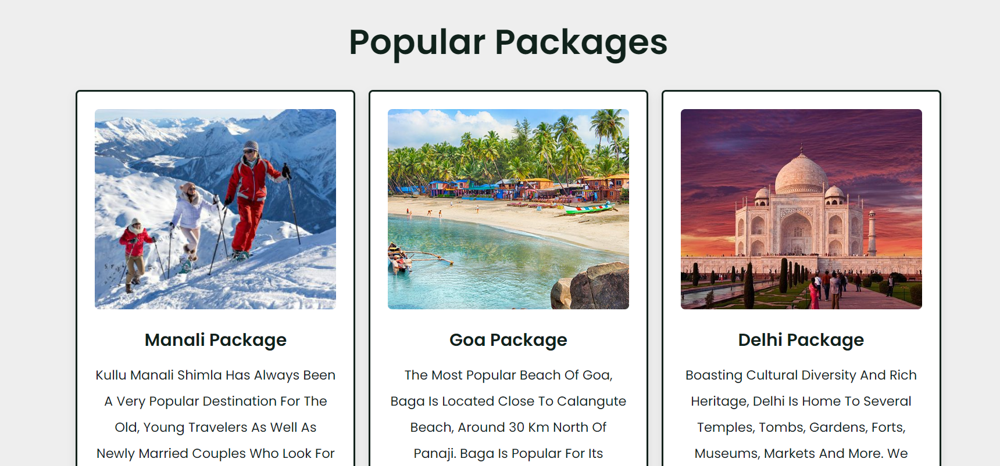 Popular Packages
Manali Package
Kullu Manali Shimla Has Always Been
A Very Popular Destination For The
Old, Young Travelers As Well As
Newly Married Couples Who Look For
Goa Package
The Most Popular Beach Of Goa,
Baga Is Located Close To Calangute
Beach, Around 30 Km North Of
Panaji. Baga Is Popular For Its
Delhi Package
Boasting Cultural Diversity And Rich
Heritage, Delhi Is Home To Several
Temples, Tombs, Gardens, Forts,
Museums, Markets And More. We